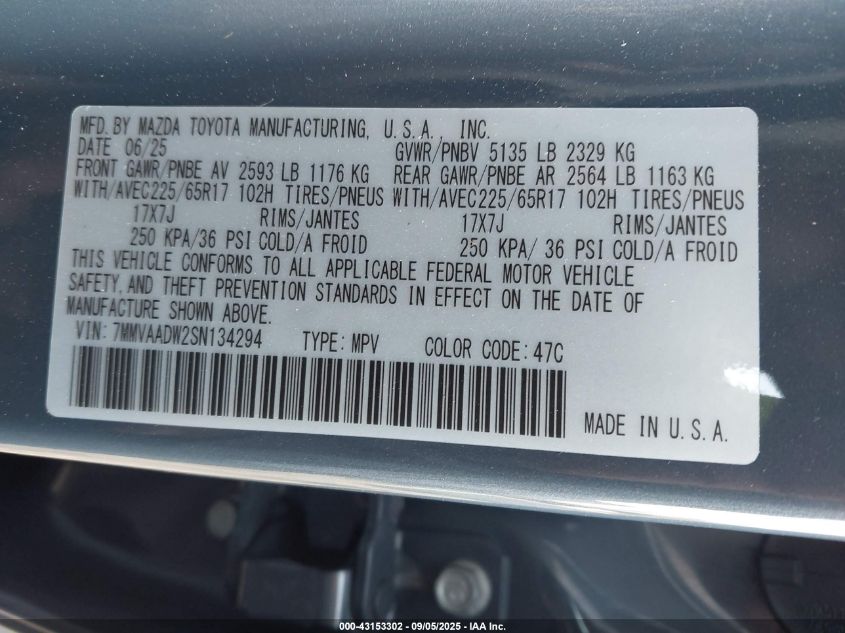 MFD. BY MAZDA TOYOTA MANUFACTURING, U.S.A., INC.
DATE 06/25 GVWR/PNBV 5135 LB 2329 KG
FRONT GAWR/PNBE AV 2593 LB 1176 KG REAR GAWR/PNBE AR 2564 LB 1163 KG
WITH/AVEC225/65R17 102H TIRES/PNEUS WITH/AVEC225/65R17 102H TIRES/PNEUS
17X7J RIMS/JANTES 17X7J RIMS/JANTES
250 KPA/36 PSI COLD/A FROID 250 KPA/ 36 PSI COLD/A FROID
THIS VEHICLE CONFORMS TO ALL APPLICABLE FEDERAL MOTOR VEHICLE
SAFETY, AND THEFT PREVENTION STANDARDS IN EFFECT ON THE DATE OF
MANUFACTURE SHOWN ABOVE.
VIN: 7MMVAADW2SN134294 TYPE: MPV COLOR CODE: 47C
MADE IN U.S.A.
000-43153302 - 09/05/2025 - IAA Inc.